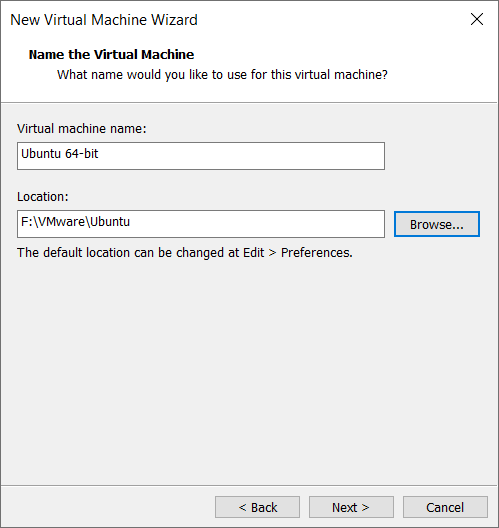 New Virtual Machine Wizard
Name the Virtual Machine
What name would you like to use for this virtual machine?
Virtual machine name:
Ubuntu 64-bit
Location:
F:\VMware\Ubuntu
Browse...
The default location can be changed at Edit > Preferences.
< Back
Next >
Cancel